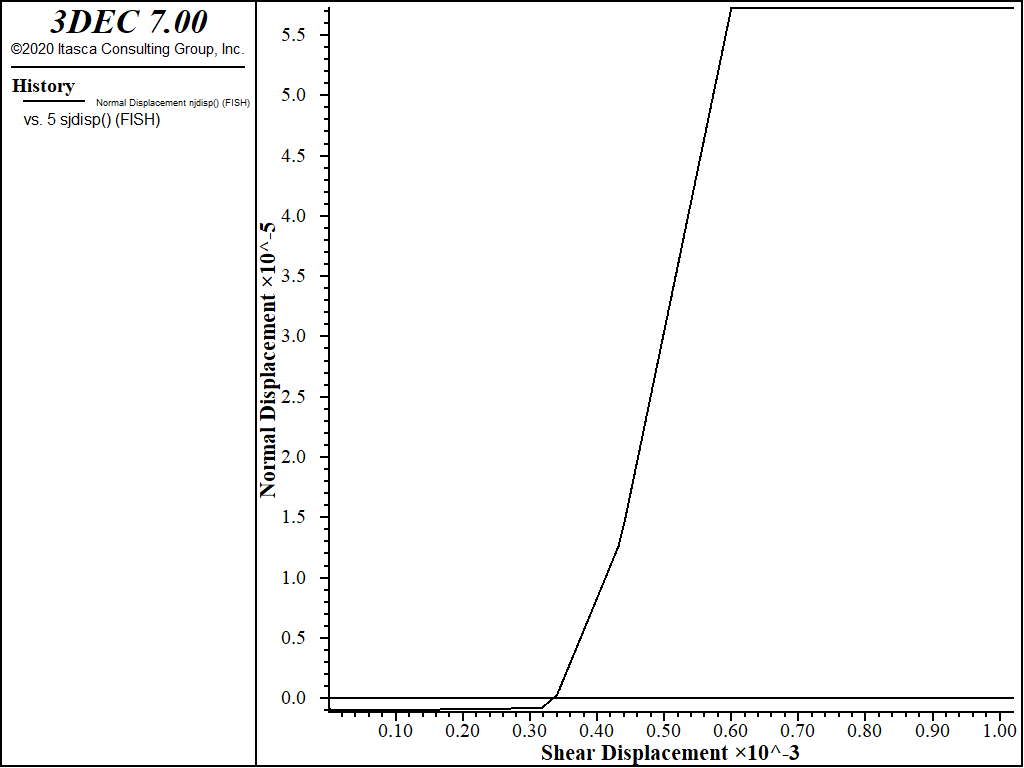 3DEC 7.00
©2020 Itasca Consulting Group, Inc.
History
Normal Displacement njdisp() (FISH)
vs. 5 sjdisp() (FISH)
Normal Displacement ×10^-5
5.5
5.0
4.5
4.0
3.5
3.0
2.5
2.0
1.5
1.0
0.5
0.0
0.10 0.20 0.30 0.40 0.50 0.60 0.70 0.80 0.90 1.00
Shear Displacement ×10^-3